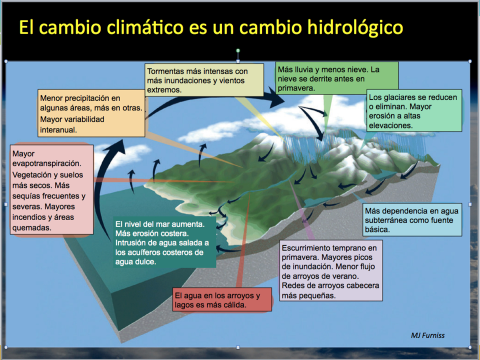 El cambio climático es un cambio hidrológico
Tormentas más intensas con
más inundaciones y vientos
extremos.
Más lluvia y menos nieve. La
nieve se derrite antes en
primavera.
Menor precipitación en
algunas áreas, más en otras.
Mayor variabilidad
interanual.
Los glaciares se reducen
o eliminan. Mayor
erosión a altas
elevaciones.
Mayor
evapotranspiración.
Vegetación y suelos
más secos. Más
sequías frecuentes y
severas. Mayores
incendios y áreas
quemadas.
El nivel del mar aumenta.
Más erosión costera.
Intrusión de agua salada a
los acuíferos costeros de
agua dulce.
Más dependencia en agua
subterránea como fuente
básica.
Escurrimiento temprano en
primavera. Mayores picos
de inundación. Menor flujo
de arroyos de verano.
Redes de arroyos cabecera
más pequeñas.
El agua en los arroyos y
lagos es más cálida.
MJ Furniss